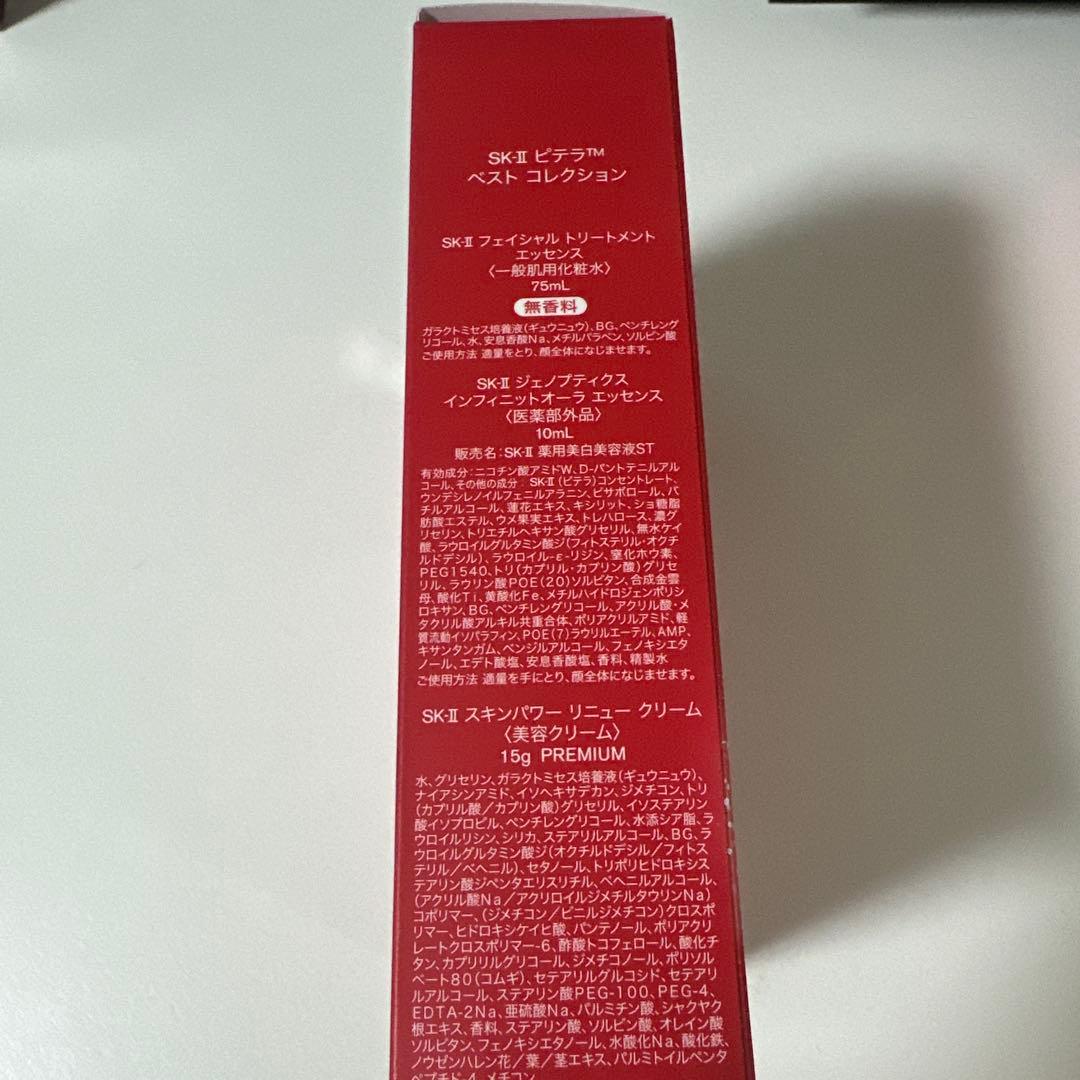 SK-Ⅱ ピテラ™
ベスト コレクション
SK-Ⅱ フェイシャル トリートメント
エッセンス
〈一般肌用化粧水〉
75mL
無香料
ガラクトミセス培養液(ギュウニュウ)、BG、ペンチレング
リコール、水、安息香酸Na、メチルパラベン、ソルビン酸
ご使用方法 適量をとり、顔全体になじませます。
SK-Ⅱ ジェノプティクス
インフィニットオーラ エッセンス
〈医薬部外品〉
10mL
販売名：SK-Ⅱ 薬用美白美容液ST
有効成分：ニコチン酸アミドW、D-パントテニルアル
コール、その他の成分：SK-Ⅱ (ピテラ)コンセントレート、
ウンデシレノイルフェニルアラニン、ビサボロール、バ
チルアルコール、蓮花エキス、キシリット、ショ糖脂
肪酸エステル、ウメ果実エキス、トレハロース、濃グ
リセリン、トリエチルヘキサン酸グリセリル、無水ケイ
酸、ラウロイルグルタミン酸ジ(フィトステリル・オクチ
ルドデシル)、ラウロイル-ε-リジン、窒化ホウ素、
PEG1540、トリ(カプリル・カプリン酸)グリセ
リル、ラウリン酸POE(20)ソルビタン、合成金雲
母、酸化Ti、黄酸化Fe、メチルハイドロジェンポリシ
ロキサン、BG、ペンチレングリコール、アクリル酸・メ
タクリル酸アルキル共重合体、ポリアクリルアミド、軽
質流動イソパラフィン、POE(7)ラウリルエーテル、AMP、
キサンタンガム、ベンジルアルコール、フェノキシエタ
ノール、エデト酸塩、安息香酸塩、香料、精製水
ご使用方法 適量を手にとり、顔全体になじませます。
SK-Ⅱ スキンパワー リニュー クリーム
〈美容クリーム〉
15g PREMIUM
水、グリセリン、ガラクトミセス培養液(ギュウニュウ)、
ナイアシンアミド、イソヘキサデカン、ジメチコン、トリ
(カプリル酸/カプリン酸)グリセリル、イソステアリン
酸イソプロピル、ペンチレングリコール、水添シア脂、ラ
ウロイルリシン、シリカ、ステアリルアルコール、BG、ラ
ウロイルグルタミン酸ジ(オクチルドデシル/フィトス
テリル/ベヘニル)、セタノール、トリポリヒドロキシス
テアリン酸ジペンタエリスリチル、ベヘニルアルコール、
(アクリル酸Na/アクリロイルジメチルタウリンNa)
コポリマー、(ジメチコン/ビニルジメチコン)クロスポ
リマー、ヒドロキシケイヒ酸、パンテノール、ポリアクリ
レートクロスポリマー-6、酢酸トコフェロール、酸化チ
タン、カプリリルグリコール、ジメチコノール、ポリソル
ベート80(コムギ)、セテアリルグルコシド、セテアリ
ルアルコール、ステアリン酸PEG-100、PEG-4、
EDTA-2Na、亜硫酸Na、パルミチン酸、シャクヤク
根エキス、香料、ステアリン酸、ソルビン酸、オレイン酸
ソルビタン、フェノキシエタノール、水酸化Na、酸化鉄、
ノウゼンハレン花/葉/茎エキス、パルミトイルペンタ
ペプチド-4、メチコン